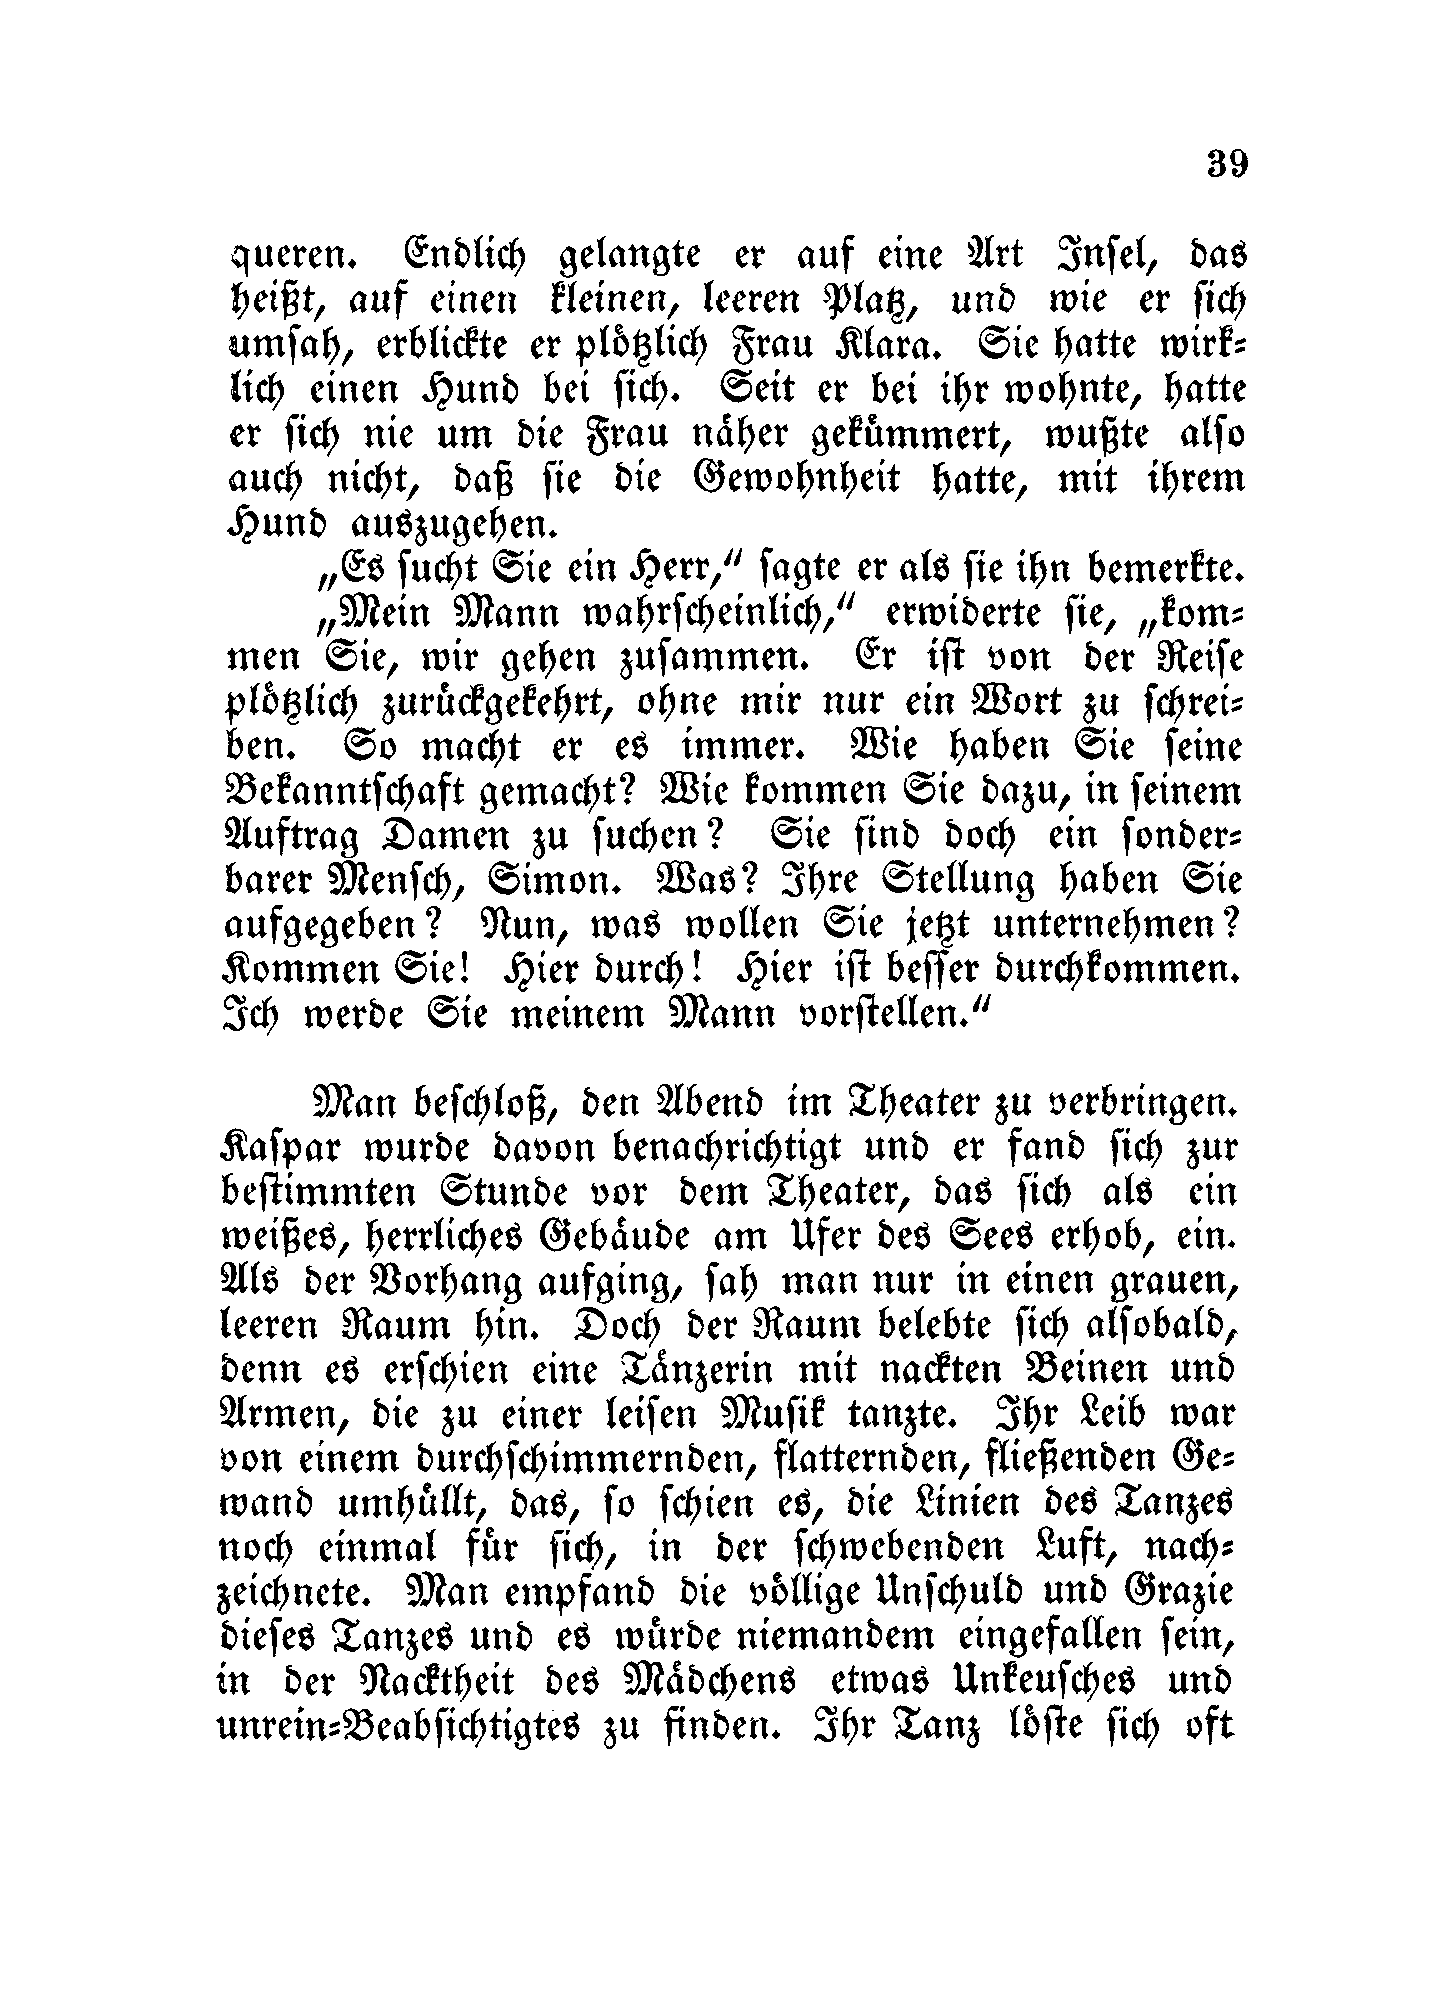 39
queren. Endlich gelangte er auf eine Art Insel, das
heißt, auf einen kleinen, leeren Platz, und wie er sich
umsah, erblickte er plötzlich Frau Klara. Sie hatte wirk-
lich einen Hund bei sich. Seit er bei ihr wohnte, hatte
er sich nie um die Frau näher gekümmert, wußte also
auch nicht, daß sie die Gewohnheit hatte, mit ihrem
Hund auszugehen.
„Es sucht Sie ein Herr,“ sagte er als sie ihn bemerkte.
„Mein Mann wahrscheinlich,“ erwiderte sie, „kom-
men Sie, wir gehen zusammen. Er ist von der Reise
plötzlich zurückgekehrt, ohne mir nur ein Wort zu schrei-
ben. So macht er es immer. Wie haben Sie seine
Bekanntschaft gemacht? Wie kommen Sie dazu, in seinem
Auftrag Damen zu suchen? Sie sind doch ein sonder-
barer Mensch, Simon. Was? Ihre Stellung haben Sie
aufgegeben? Nun, was wollen Sie jetzt unternehmen?
Kommen Sie! Hier durch! Hier ist besser durchkommen.
Ich werde Sie meinem Mann vorstellen.“
Man beschloß, den Abend im Theater zu verbringen.
Kaspar wurde davon benachrichtigt und er fand sich zur
bestimmten Stunde vor dem Theater, das sich als ein
weißes, herrliches Gebäude am Ufer des Sees erhob, ein.
Als der Vorhang aufging, sah man nur in einen grauen,
leeren Raum hin. Doch der Raum belebte sich alsobald,
denn es erschien eine Tänzerin mit nackten Beinen und
Armen, die zu einer leisen Musik tanzte. Ihr Leib war
von einem durchschimmernden, flatternden, fließenden Ge-
wand umhüllt, das, so schien es, die Linien des Tanzes
noch einmal für sich, in der schwebenden Luft, nach-
zeichnete. Man empfand die völlige Unschuld und Grazie
dieses Tanzes und es würde niemandem eingefallen sein,
in der Nacktheit des Mädchens etwas Unkeusches und
unrein-Beabsichtigtes zu finden. Ihr Tanz löste sich oft